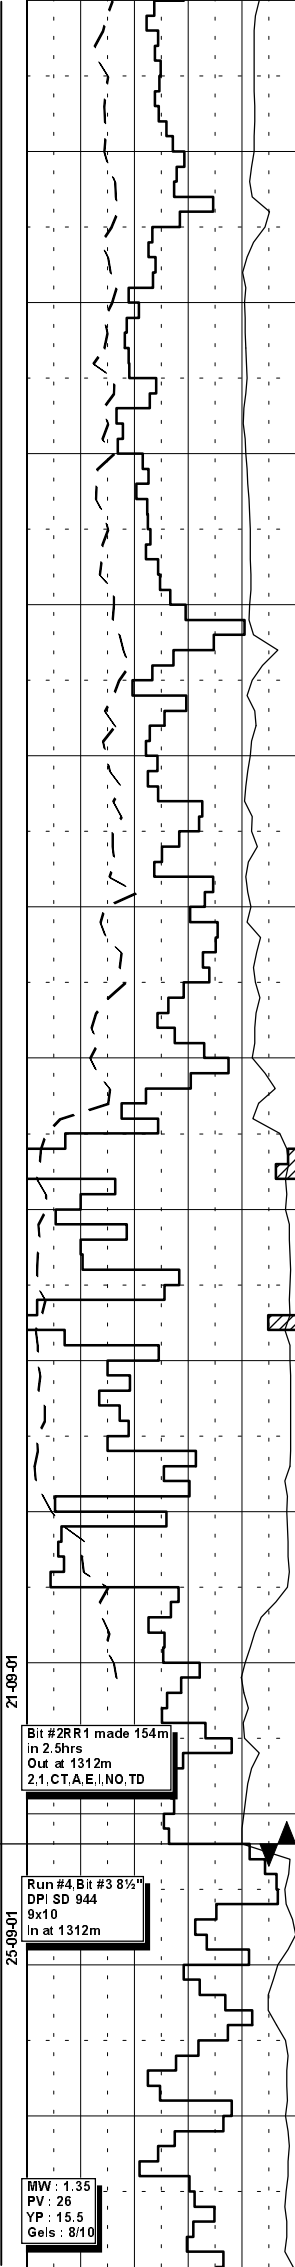 21-09-01
Bit #2RR1 made 154m
in 2.5hrs
Out at 1312m
2,1,CT,A,E,I,NO,TD
Run #4,Bit #3 8½"
DPI SD 944
9x10
In at 1312m
25-09-01
MW : 1.35
PV : 26
YP : 15.5
Gels : 8/10